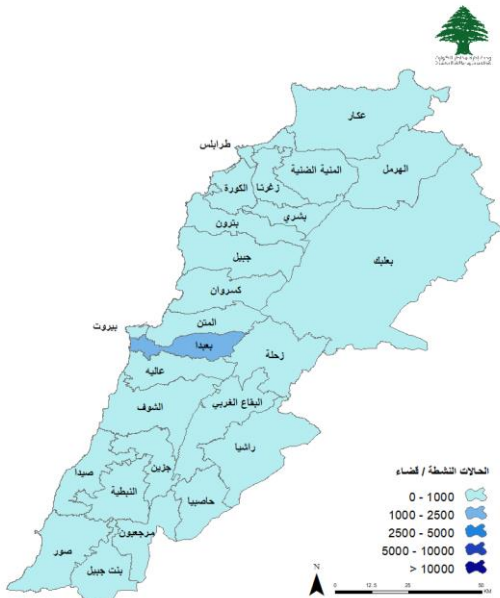 عكار
طرابلس
الهرمل
المنية الضنية
زغرتا
الكورة
بشري
بترون
بعلبك
جبيل
كسروان
المتن
بيروت
بعبدا
زحلة
عاليه
البقاع الغربي
الشوف
راشيا
جزين
صيدا
النبطية
حاصبيا
مرجعيون
صور
بنت جبيل
الحالات النشطة / قضاء
0 - 1000
1000 - 2500
2500 - 5000
5000 - 10000
> 10000
N
0 12.5 25 50